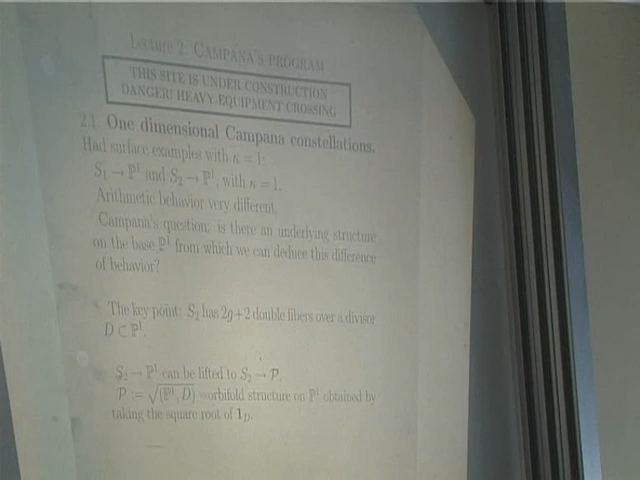 Lecture 2. CAMPANA'S PROGRAM
THIS SITE IS UNDER CONSTRUCTION
DANGER! HEAVY EQUIPMENT CROSSING
2.1. One dimensional Campana constellations.
Had surface examples with κ = 1:
S₁ → ℙ¹ and S₂ → ℙ¹, with κ = 1.
Arithmetic behavior very different.
Campana's question: is there an underlying structure
on the base ℙ¹ from which we can deduce this difference
of behavior?
The key point: S₂ has 2g+2 double fibers over a divisor
D ⊂ ℙ¹.
S₂ → ℙ¹ can be lifted to S₂ → 𝒫.
𝒫 := √(ℙ¹, D) =orbifold structure on ℙ¹ obtained by
taking the square root of 1_D.